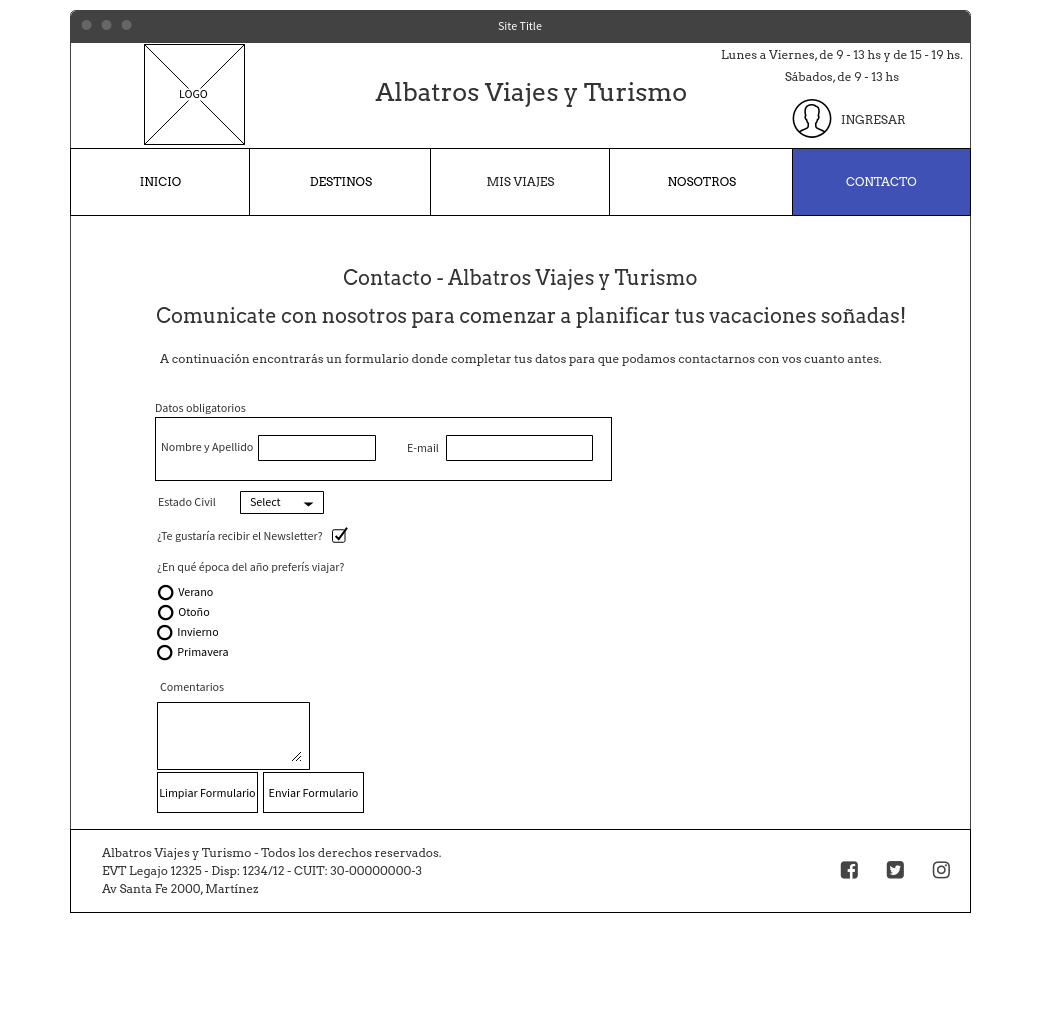 Site Title
LOGO
Albatros Viajes y Turismo
Lunes a Viernes, de 9 - 13 hs y de 15 - 19 hs.
Sábados, de 9 - 13 hs
INGRESAR
INICIO
DESTINOS
MIS VIAJES
NOSOTROS
CONTACTO
Contacto - Albatros Viajes y Turismo
Comunicate con nosotros para comenzar a planificar tus vacaciones soñadas!
A continuación encontrarás un formulario donde completar tus datos para que podamos contactarnos con vos cuanto antes.
Datos obligatorios
Nombre y Apellido
E-mail
Estado Civil
Select
¿Te gustaría recibir el Newsletter?
¿En qué época del año preferís viajar?
Verano
Otoño
Invierno
Primavera
Comentarios
Limpiar Formulario
Enviar Formulario
Albatros Viajes y Turismo - Todos los derechos reservados.
EVT Legajo 12325 - Disp: 1234/12 - CUIT: 30-00000000-3
Av Santa Fe 2000, Martínez